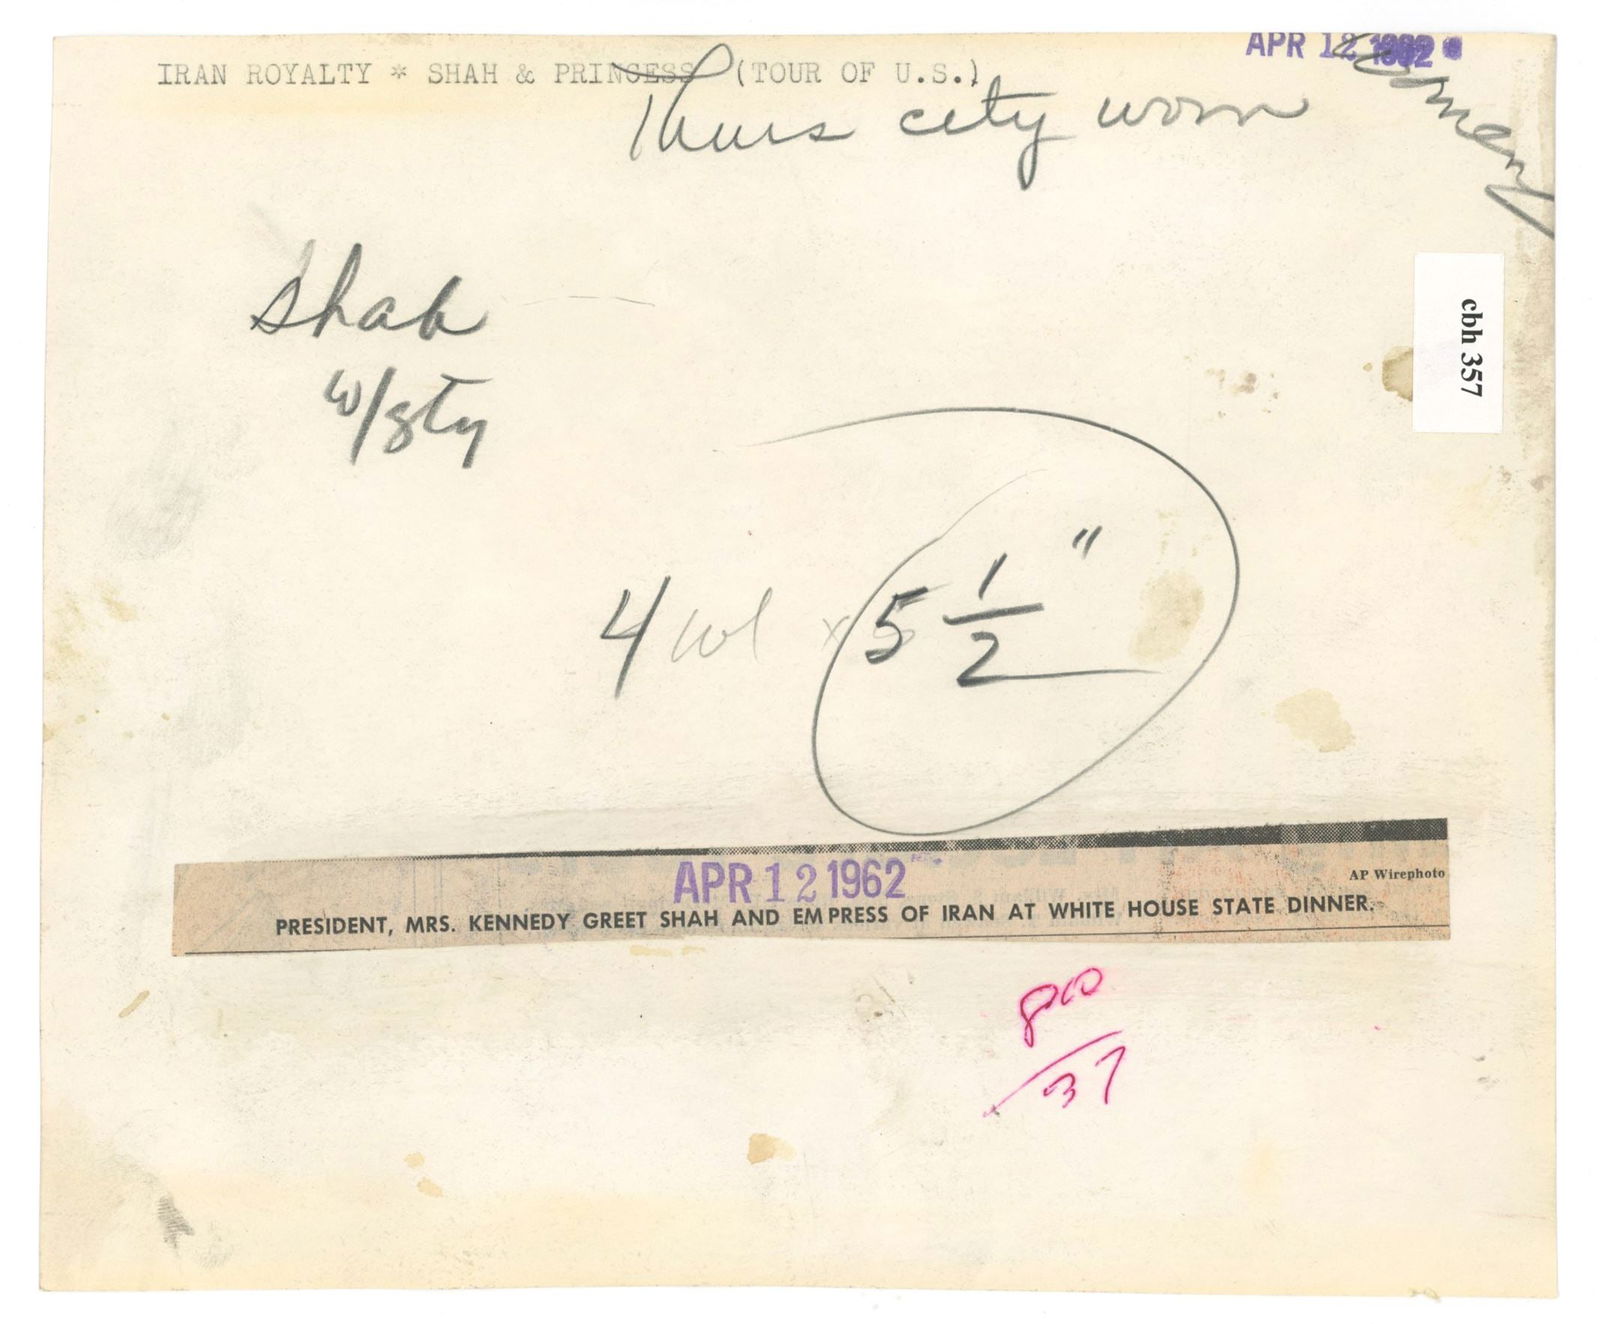 APR 12 1962
IRAN ROYALTY * SHAH & PRINCESS (TOUR OF U.S.)
Thurs city worn
Shah
w/gty
cbh 357
4 col x 5 1/2"
AP Wirephoto
APR 12 1962
PRESIDENT, MRS. KENNEDY GREET SHAH AND EMPRESS OF IRAN AT WHITE HOUSE STATE DINNER.
37